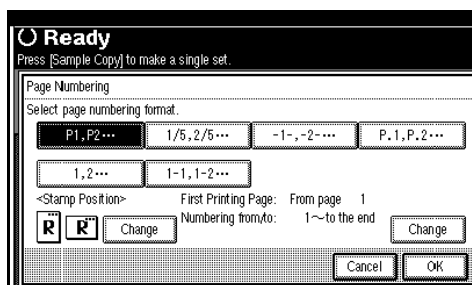 Ready
Press [Sample Copy] to make a single set.
Page Numbering
Select page numbering format.
P1,P2··· 1/5,2/5··· -1-,-2-··· P.1,P.2···
1,2··· 1-1,1-2···
<Stamp Position> First Printing Page: From page 1
R R Change Numbering from/to: 1~to the end Change
Cancel OK